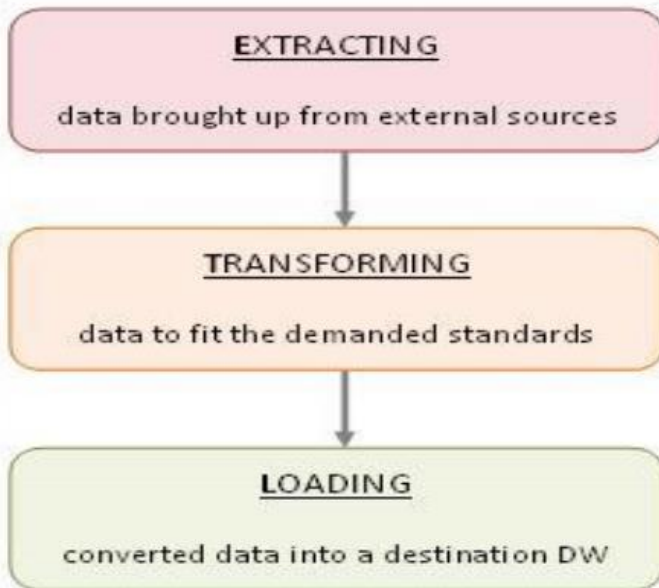 EXTRACTING
data brought up from external sources
TRANSFORMING
data to fit the demanded standards
LOADING
converted data into a destination DW